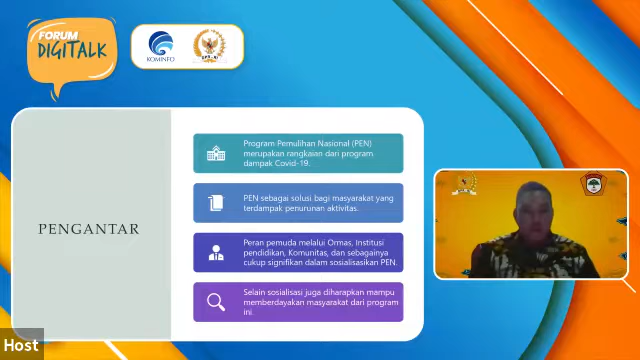 FORUM
DIGITALK
KOMINFO
PENGANTAR
Program Pemulihan Nasional (PEN)
merupakan rangkaian dari program
dampak Covid-19.
PEN sebagai solusi bagi masyarakat yang
terdampak penurunan aktivitas.
Peran pemuda melalui Ormas, Institusi
pendidikan, Komunitas, dan sebagainya
cukup signifikan dalam sosialisasikan PEN.
Selain sosialisasi juga diharapkan mampu
memberdayakan masyarakat dari program
ini.
Host